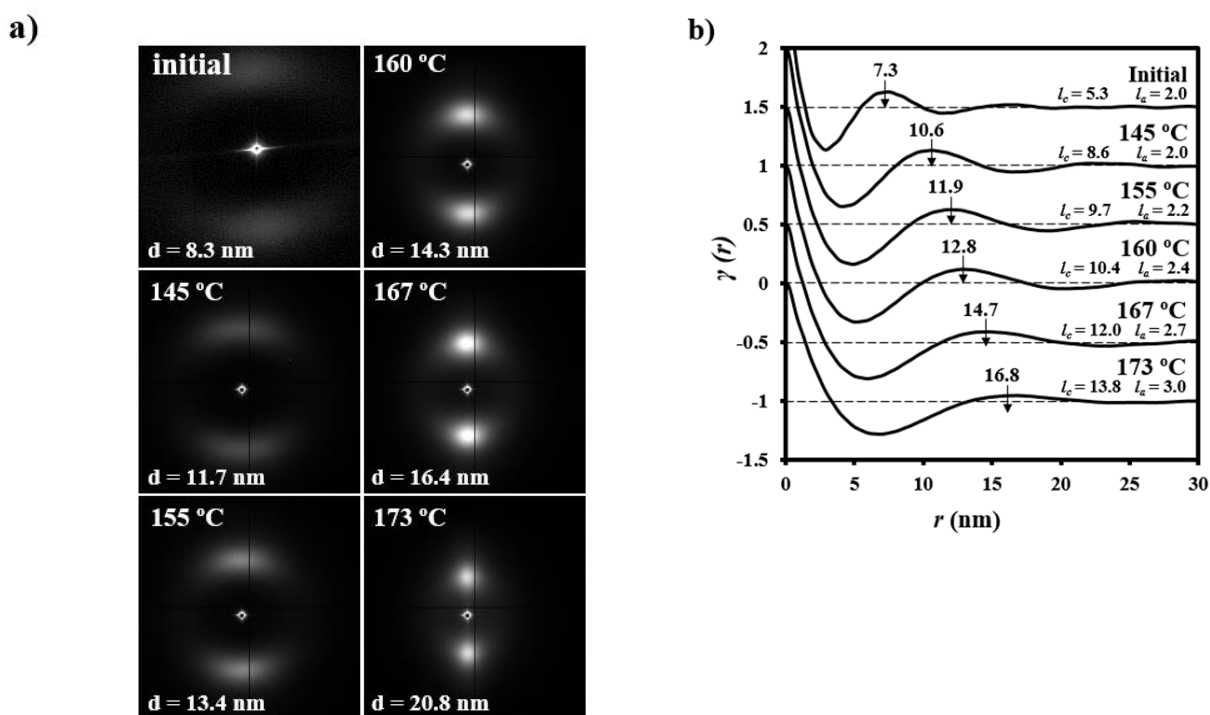 a)
initial
d = 8.3 nm
160 ºC
d = 14.3 nm
145 ºC
d = 11.7 nm
167 ºC
d = 16.4 nm
155 ºC
d = 13.4 nm
173 ºC
d = 20.8 nm
b)
2
1.5
1
0.5
0
-0.5
-1
-1.5
γ (r)
7.3
Initial
lc = 5.3 la = 2.0
10.6
145 ºC
lc = 8.6 la = 2.0
11.9
155 ºC
lc = 9.7 la = 2.2
12.8
160 ºC
lc = 10.4 la = 2.4
14.7
167 ºC
lc = 12.0 la = 2.7
16.8
173 ºC
lc = 13.8 la = 3.0
0 5 10 15 20 25 30
r (nm)